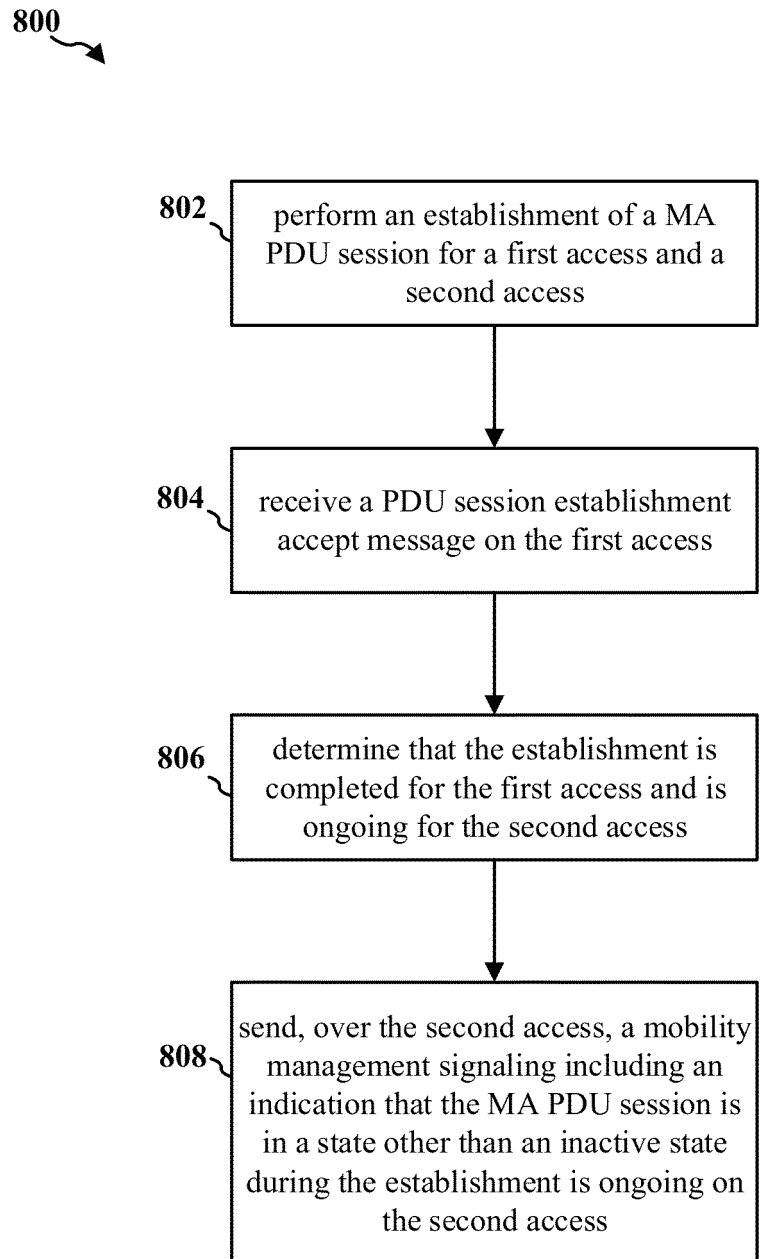 800
802
perform an establishment of a MA
PDU session for a first access and a
second access
804
receive a PDU session establishment
accept message on the first access
806
determine that the establishment is
completed for the first access and is
ongoing for the second access
808
send, over the second access, a mobility
management signaling including an
indication that the MA PDU session is
in a state other than an inactive state
during the establishment is ongoing on
the second access